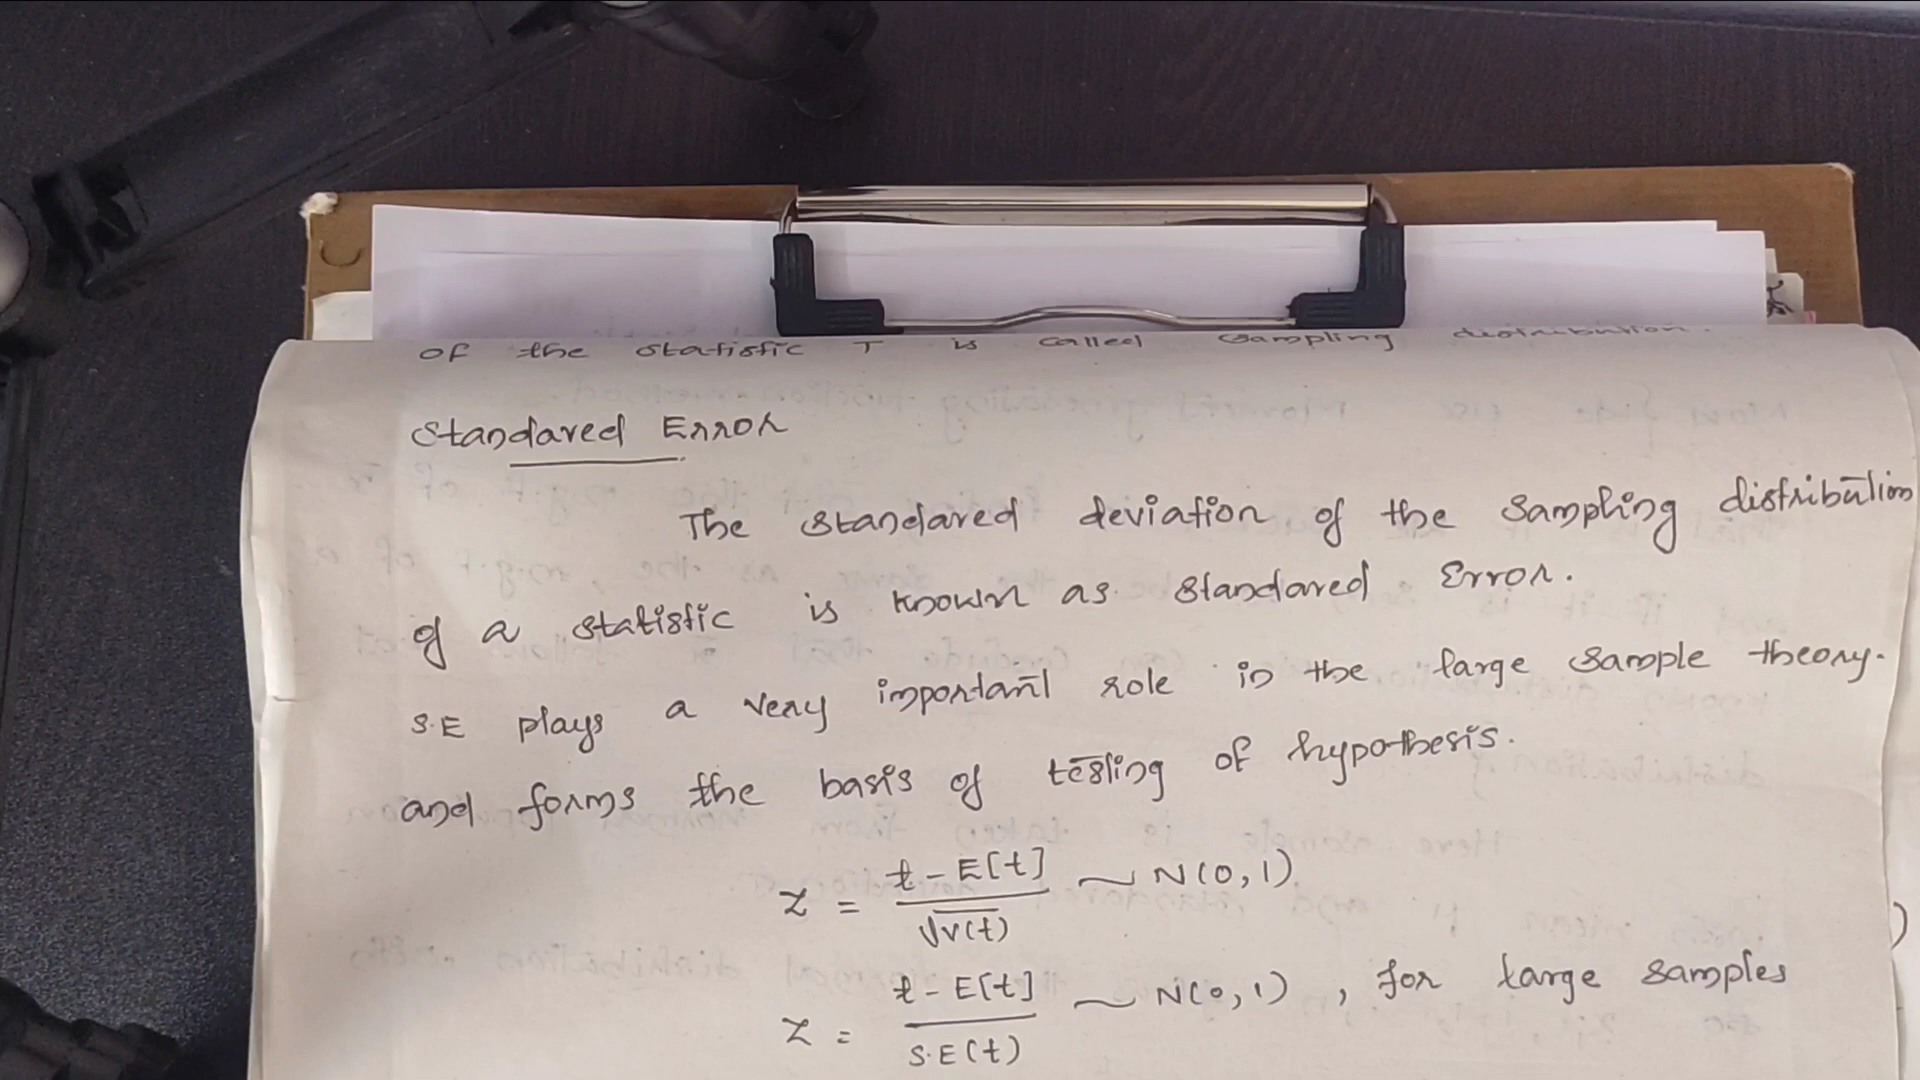 of the statistic T is called sampling distribution.
Standared Error
The standared deviation of the sampling distribution
of a statistic is known as standared Error.
S.E plays a very important role in the large sample theory.
and forms the basis of testing of hypothesis.
Z = t - E[t] / √V(t) ~ N(0,1)
Z = t - E[t] / S.E(t) ~ N(0,1) , for large samples